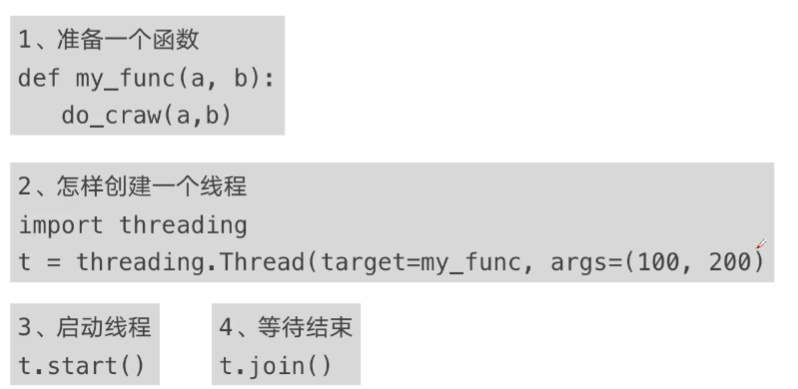 1、准备一个函数
def my_func(a, b):
   do_craw(a,b)
2、怎样创建一个线程
import threading
t = threading.Thread(target=my_func, args=(100, 200)
3、启动线程
t.start()
4、等待结束
t.join()